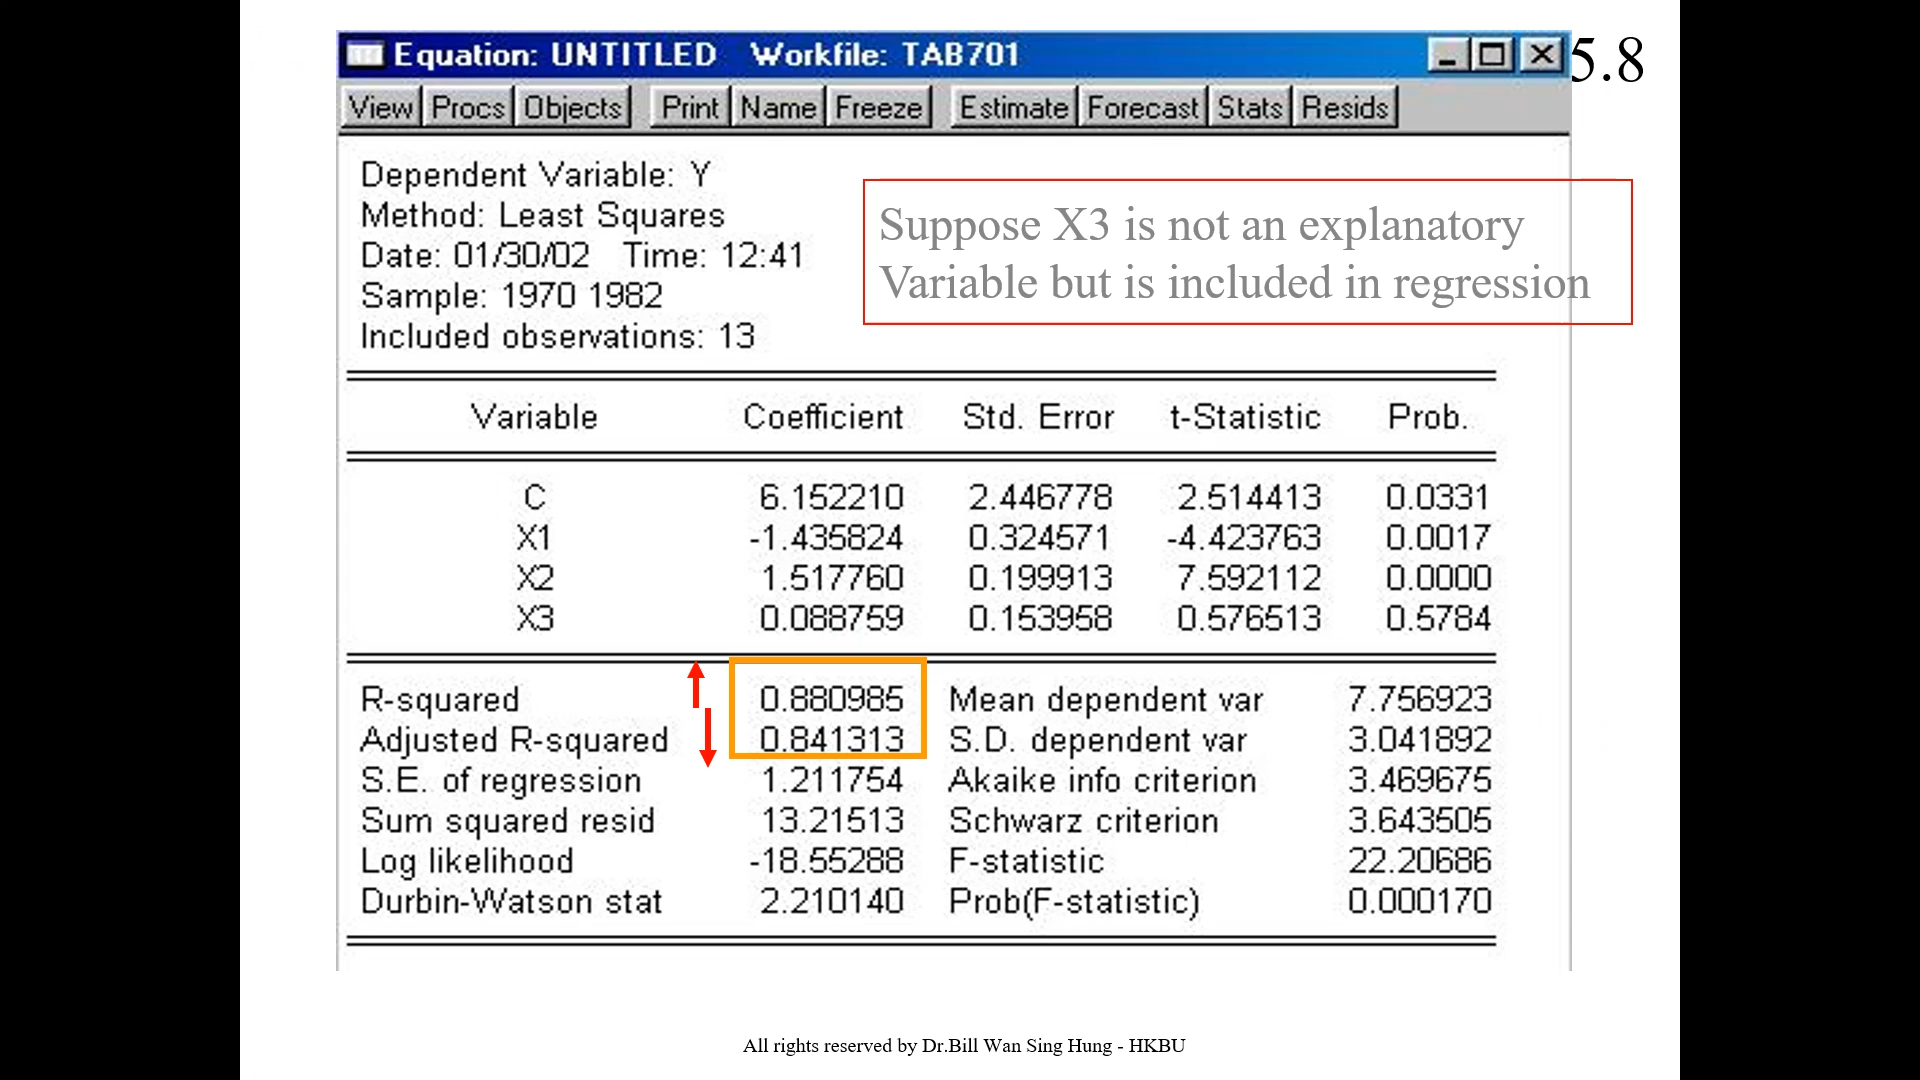 Equation: UNTITLED Workfile: TAB701
5.8
View Procs Objects Print Name Freeze Estimate Forecast Stats Resids
Dependent Variable: Y
Method: Least Squares
Date: 01/30/02 Time: 12:41
Sample: 1970 1982
Included observations: 13
Suppose X3 is not an explanatory
Variable but is included in regression
Variable Coefficient Std. Error t-Statistic Prob.
C 6.152210 2.446778 2.514413 0.0331
X1 -1.435824 0.324571 -4.423763 0.0017
X2 1.517760 0.199913 7.592112 0.0000
X3 0.088759 0.153958 0.576513 0.5784
R-squared 0.880985 Mean dependent var 7.756923
Adjusted R-squared 0.841313 S.D. dependent var 3.041892
S.E. of regression 1.211754 Akaike info criterion 3.469675
Sum squared resid 13.21513 Schwarz criterion 3.643505
Log likelihood -18.55288 F-statistic 22.20686
Durbin-Watson stat 2.210140 Prob(F-statistic) 0.000170
All rights reserved by Dr.Bill Wan Sing Hung - HKBU